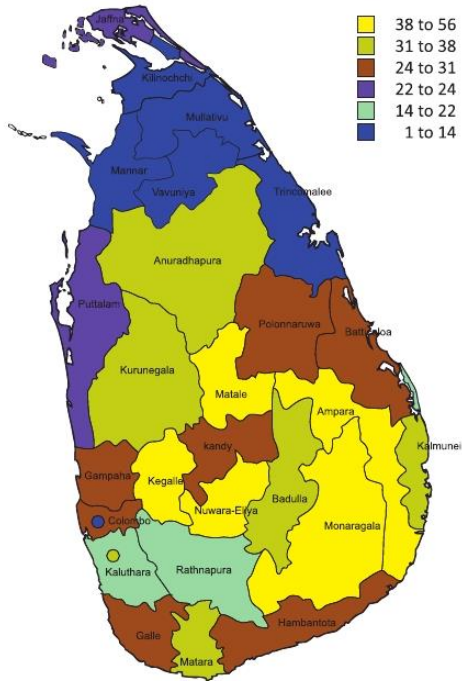 Jaffna
38 to 56
31 to 38
24 to 31
22 to 24
14 to 22
1 to 14
Kilinochchi
Mullativu
Mannar
Vavuniya
Trincomalee
Anuradhapura
Puttalam
Polonnaruwa
Batticaloa
Kurunegala
Matale
Ampara
Kalmunei
kandy
Gampaha
Kegalle
Badulla
Nuwara-Eliya
Colombo
Monaragala
Kaluthara
Rathnapura
Galle
Hambantota
Matara